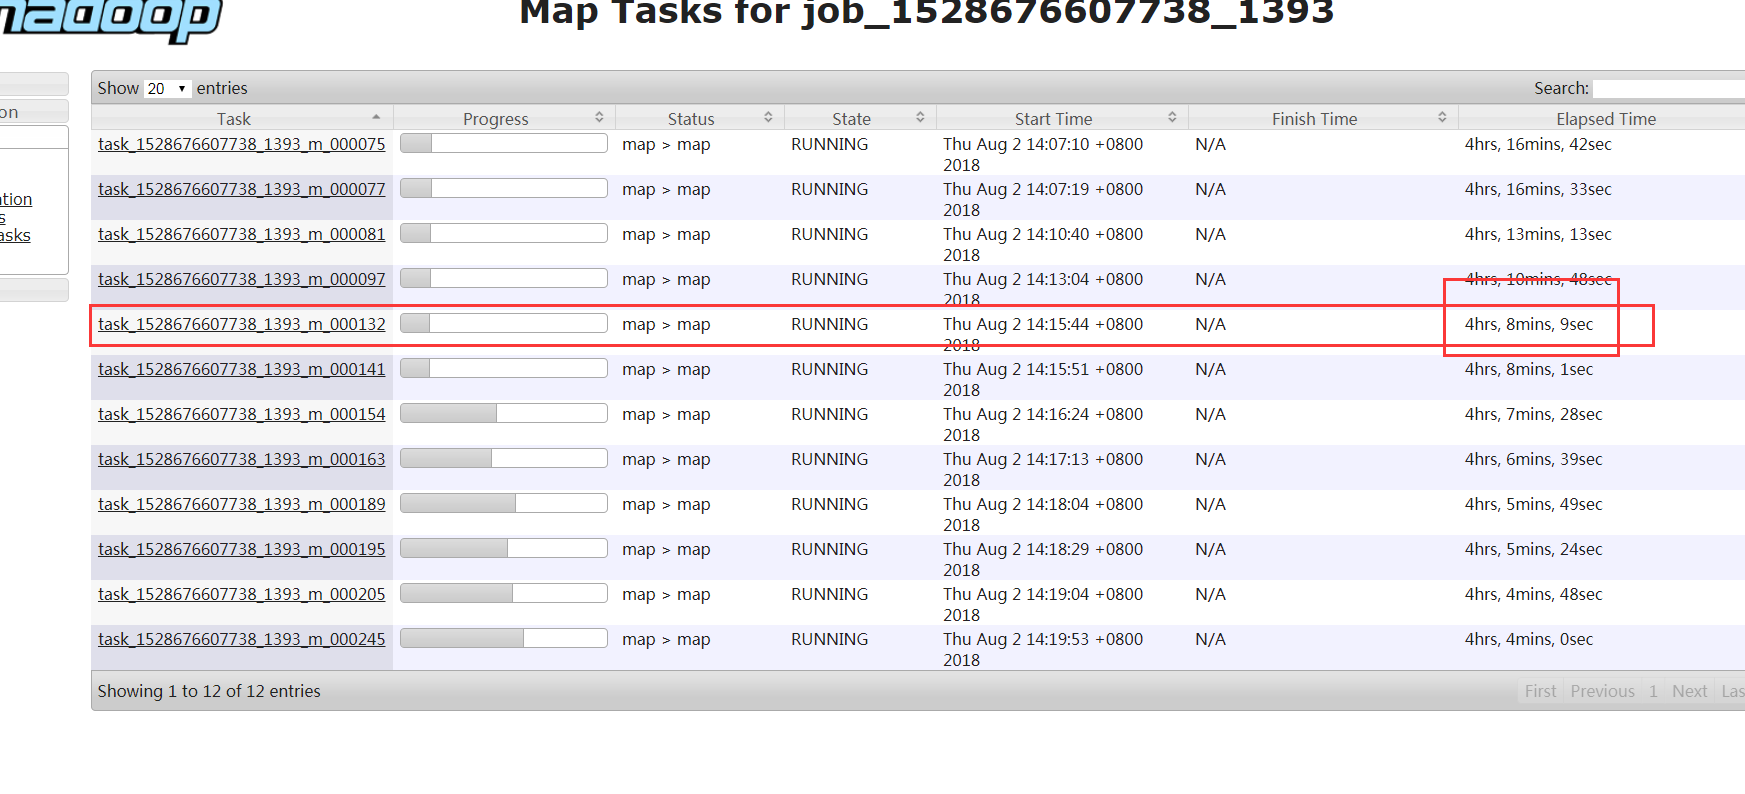 hadoop
Map Tasks for job_1528676607738_1393
on
ation
s
asks
Show 20 entries
Search:
Task Progress Status State Start Time Finish Time Elapsed Time
task_1528676607738_1393_m_000075 map > map RUNNING Thu Aug 2 14:07:10 +0800 N/A 4hrs, 16mins, 42sec
2018
task_1528676607738_1393_m_000077 map > map RUNNING Thu Aug 2 14:07:19 +0800 N/A 4hrs, 16mins, 33sec
2018
task_1528676607738_1393_m_000081 map > map RUNNING Thu Aug 2 14:10:40 +0800 N/A 4hrs, 13mins, 13sec
2018
task_1528676607738_1393_m_000097 map > map RUNNING Thu Aug 2 14:13:04 +0800 N/A 4hrs, 10mins, 48sec
2018
task_1528676607738_1393_m_000132 map > map RUNNING Thu Aug 2 14:15:44 +0800 N/A 4hrs, 8mins, 9sec
2018
task_1528676607738_1393_m_000141 map > map RUNNING Thu Aug 2 14:15:51 +0800 N/A 4hrs, 8mins, 1sec
2018
task_1528676607738_1393_m_000154 map > map RUNNING Thu Aug 2 14:16:24 +0800 N/A 4hrs, 7mins, 28sec
2018
task_1528676607738_1393_m_000163 map > map RUNNING Thu Aug 2 14:17:13 +0800 N/A 4hrs, 6mins, 39sec
2018
task_1528676607738_1393_m_000189 map > map RUNNING Thu Aug 2 14:18:04 +0800 N/A 4hrs, 5mins, 49sec
2018
task_1528676607738_1393_m_000195 map > map RUNNING Thu Aug 2 14:18:29 +0800 N/A 4hrs, 5mins, 24sec
2018
task_1528676607738_1393_m_000205 map > map RUNNING Thu Aug 2 14:19:04 +0800 N/A 4hrs, 4mins, 48sec
2018
task_1528676607738_1393_m_000245 map > map RUNNING Thu Aug 2 14:19:53 +0800 N/A 4hrs, 4mins, 0sec
2018
Showing 1 to 12 of 12 entries
First Previous 1 Next Las